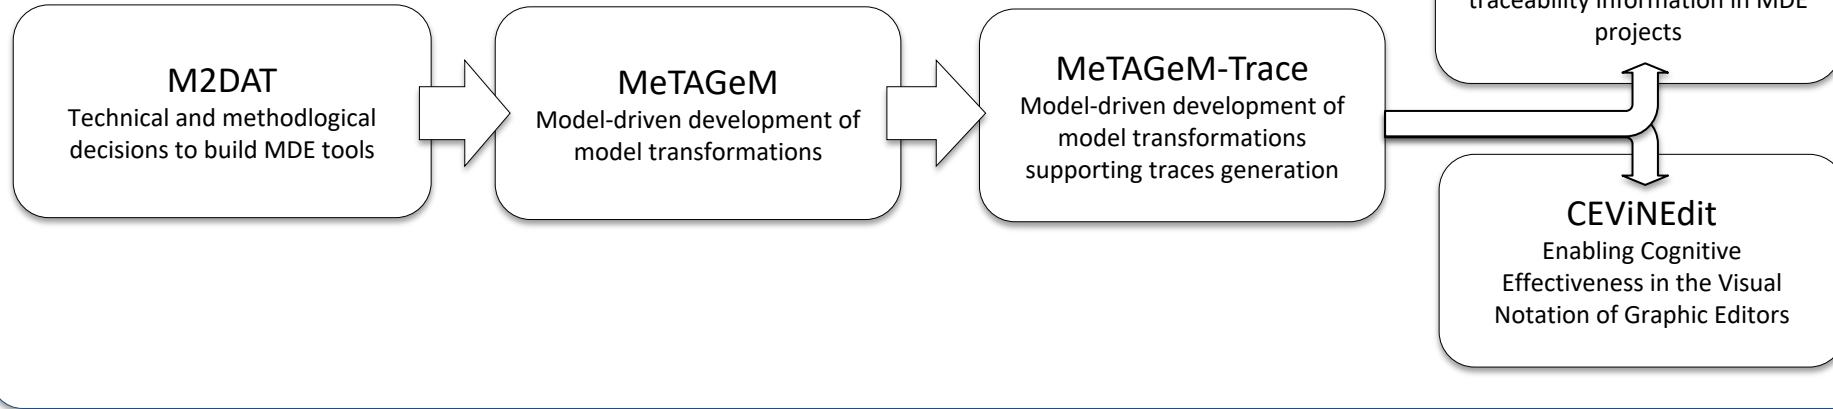 M2DAT
Technical and methdlogical
decisions to build MDE tools
MeTAGeM
Model-driven development of
model transformations
MeTAGeM-Trace
Model-driven development of
model transformations
supporting traces generation
traceability information in MDE
projects
CEViNEdit
Enabling Cognitive
Effectiveness in the Visual
Notation of Graphic Editors